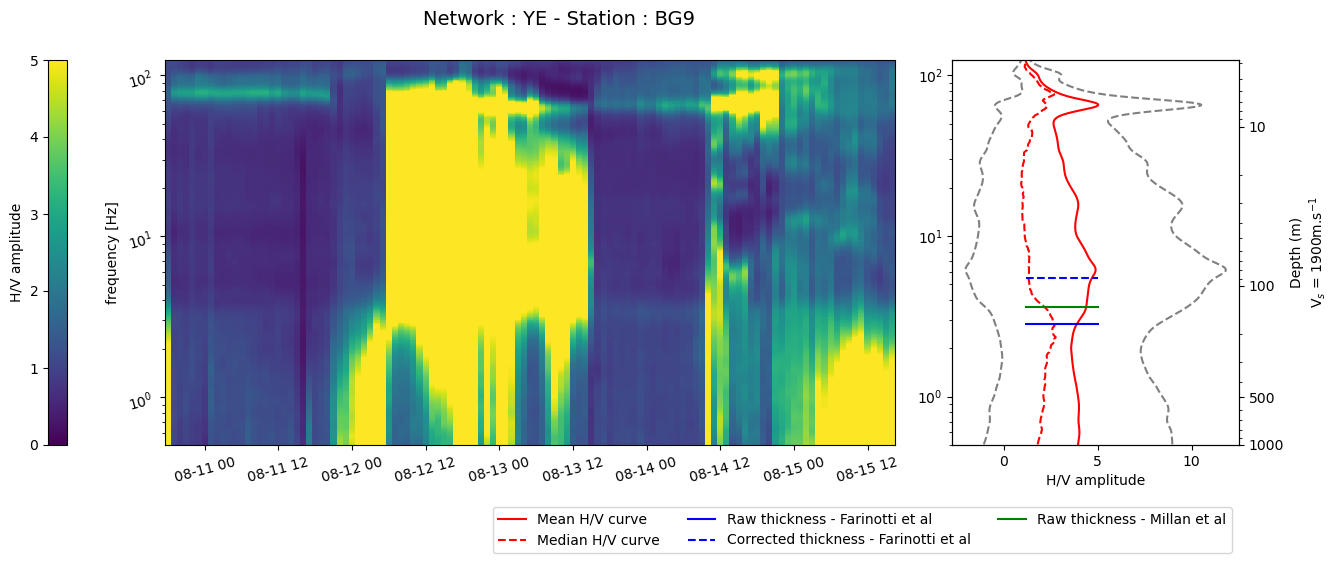 Network : YE - Station : BG9
5
4
3
2
1
0
H/V amplitude
10²
10¹
10⁰
frequency [Hz]
08-11 00
08-11 12
08-12 00
08-12 12
08-13 00
08-13 12
08-14 00
08-14 12
08-15 00
08-15 12
10²
10¹
10⁰
0
5
10
H/V amplitude
10
100
500
1000
Depth (m)
Vₛ = 1900m.s⁻¹
Mean H/V curve
Median H/V curve
Raw thickness - Farinotti et al
Corrected thickness - Farinotti et al
Raw thickness - Millan et al